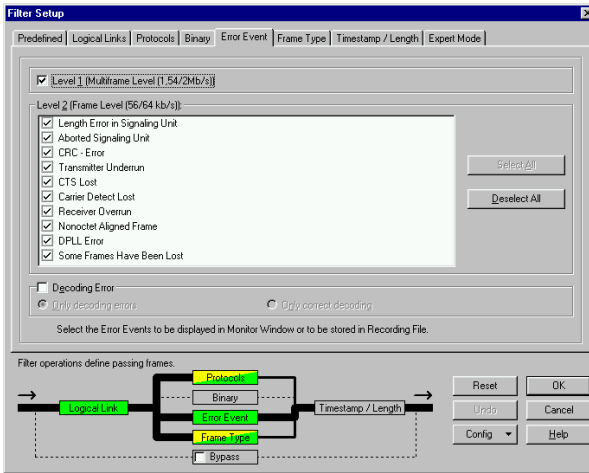 Filter Setup
Predefined Logical Links Protocols Binary Error Event Frame Type Timestamp / Length Expert Mode
Level 1 (Multiframe Level (1,54/2Mb/s))
Level 2 (Frame Level (56/64 kb/s)):
Length Error in Signaling Unit
Aborted Signaling Unit
CRC - Error
Transmitter Underrun
CTS Lost
Carrier Detect Lost
Receiver Overrun
Nonoctet Aligned Frame
DPLL Error
Some Frames Have Been Lost
Select All
Deselect All
Decoding Error
Only decoding errors Only correct decoding
Select the Error Events to be displayed in Monitor Window or to be stored in Recording File.
Filter operations define passing frames.
Protocols
Binary
Logical Link
Error Event
Timestamp / Length
Frame Type
Bypass
Reset OK
Undo Cancel
Config Help